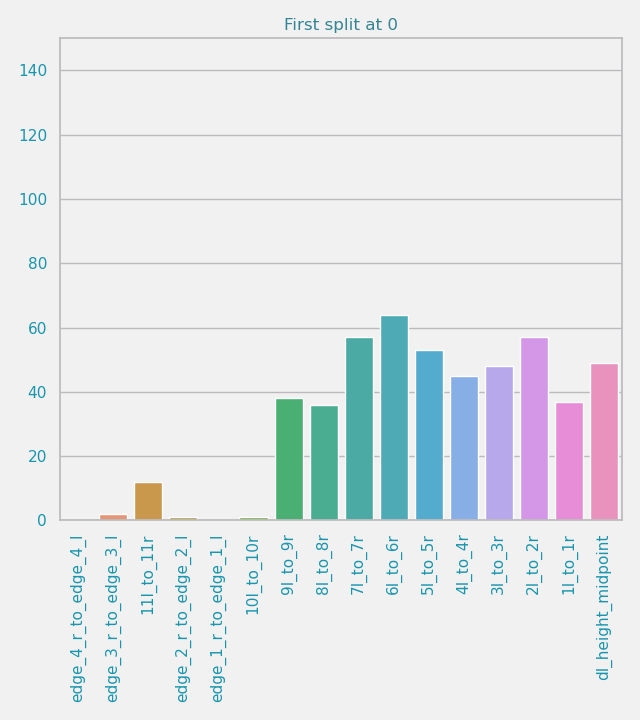 First split at 0
140
120
100
80
60
40
20
0
edge_4_r_to_edge_4_l
edge_3_r_to_edge_3_l
11l_to_11r
edge_2_r_to_edge_2_l
edge_1_r_to_edge_1_l
10l_to_10r
9l_to_9r
8l_to_8r
7l_to_7r
6l_to_6r
5l_to_5r
4l_to_4r
3l_to_3r
2l_to_2r
1l_to_1r
dl_height_midpoint